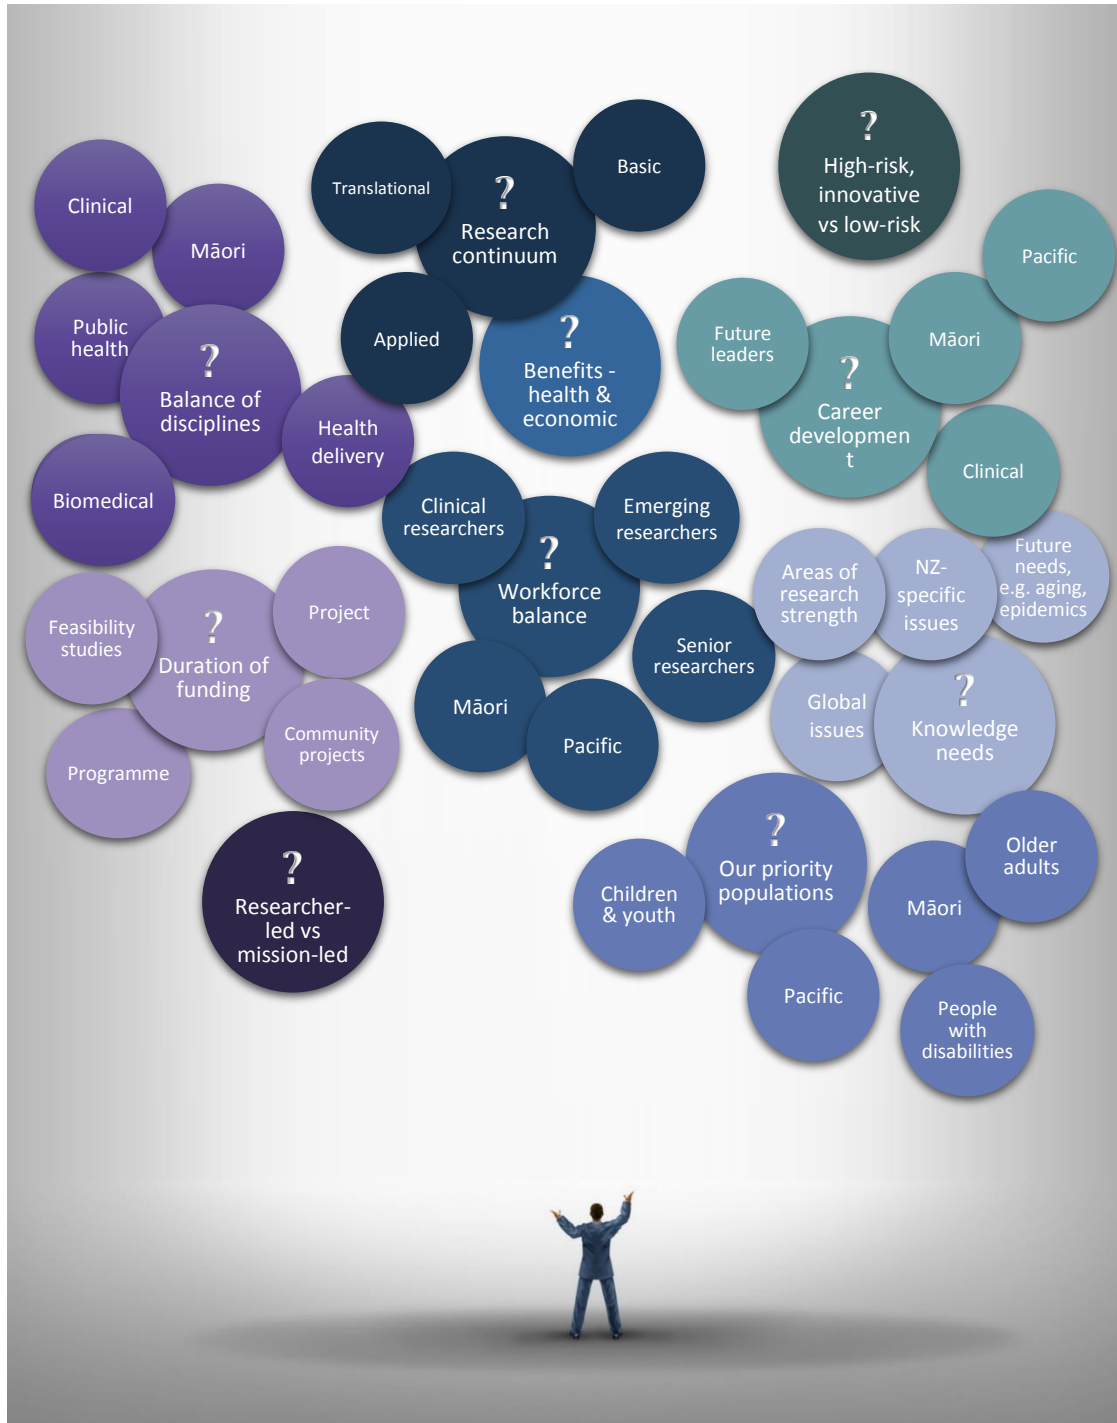 Clinical
Māori
Public
health
?
Balance of
disciplines
Health
delivery
Biomedical
Translational
?
Research
continuum
Basic
Applied
?
Benefits -
health &
economic
?
High-risk,
innovative
vs low-risk
Pacific
Māori
Future
leaders
?
Career
developmen
t
Clinical
Clinical
researchers
Emerging
researchers
?
Workforce
balance
Senior
researchers
Māori
Pacific
Areas of
research
strength
NZ-
specific
issues
Future
needs,
e.g. aging,
epidemics
Global
issues
?
Knowledge
needs
Feasibility
studies
?
Duration of
funding
Project
Community
projects
Programme
?
Researcher-
led vs
mission-led
?
Our priority
populations
Children
& youth
Older
adults
Māori
Pacific
People
with
disabilities